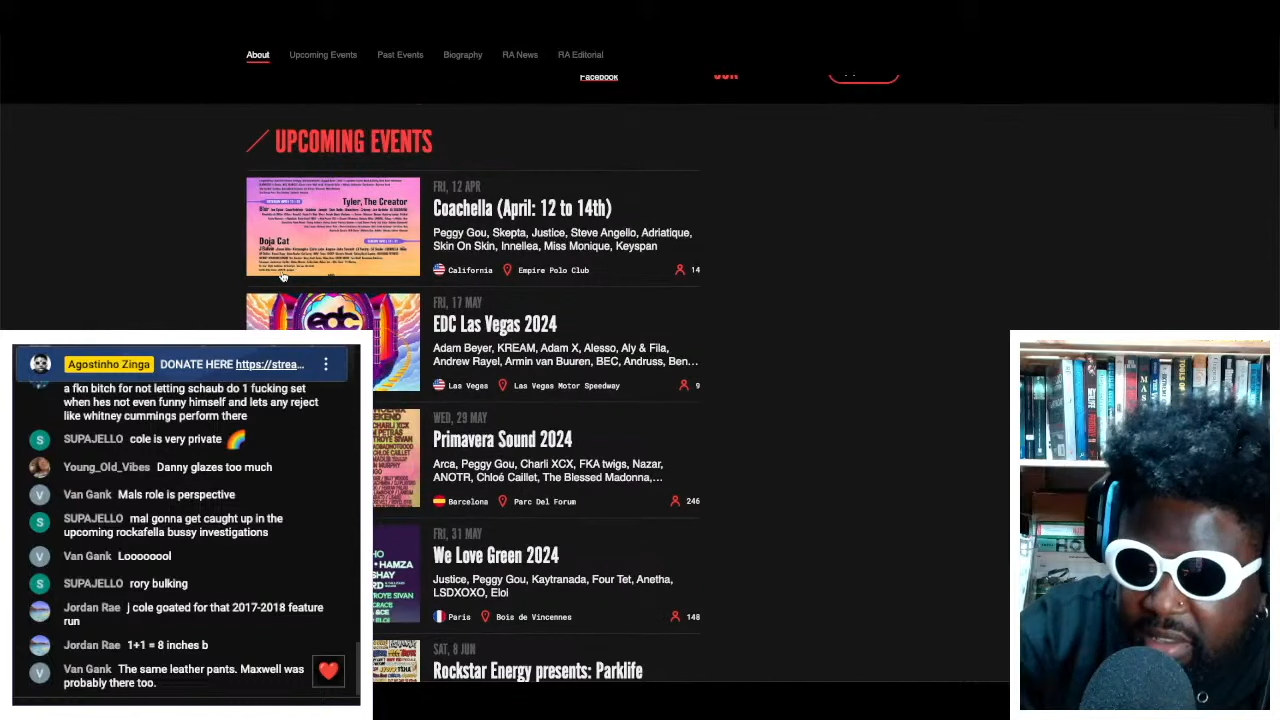 About Upcoming Events Past Events Biography RA News RA Editorial
Facebook
UPCOMING EVENTS
Tyler, The Creator
Doja Cat
FRI, 12 APR
Coachella (April: 12 to 14th)
Peggy Gou, Skepta, Justice, Steve Angello, Adriatique,
Skin On Skin, Innellea, Miss Monique, Keyspan
California Empire Polo Club 14
edc
FRI, 17 MAY
EDC Las Vegas 2024
Adam Beyer, KREAM, Adam X, Alesso, Aly & Fila,
Andrew Rayel, Armin van Buuren, BEC, Andruss, Ben…
Las Vegas Las Vegas Motor Speedway 9
WED, 29 MAY
Primavera Sound 2024
Arca, Peggy Gou, Charli XCX, FKA twigs, Nazar,
ANOTR, Chloé Caillet, The Blessed Madonna,…
Barcelona Parc Del Forum 246
FRI, 31 MAY
We Love Green 2024
Justice, Peggy Gou, Kaytranada, Four Tet, Anetha,
LSDXOXO, Eloi
Paris Bois de Vincennes 148
SAT, 8 JUN
Rockstar Energy presents: Parklife
Agostinho Zinga DONATE HERE https://strea...
a fkn bitch for not letting schaub do 1 fucking set
when hes not even funny himself and lets any reject
like whitney cummings perform there
SUPAJELLO cole is very private
Young_Old_Vibes Danny glazes too much
Van Gank Mais role is perspective
SUPAJELLO mal gonna get caught up in the
upcoming rockafella bussy investigations
Van Gank Looooooool
SUPAJELLO rory bulking
Jordan Rae j cole goated for that 2017-2018 feature
run
Jordan Rae 1+1 = 8 inches b
Van Gank The same leather pants. Maxwell was
probably there too.